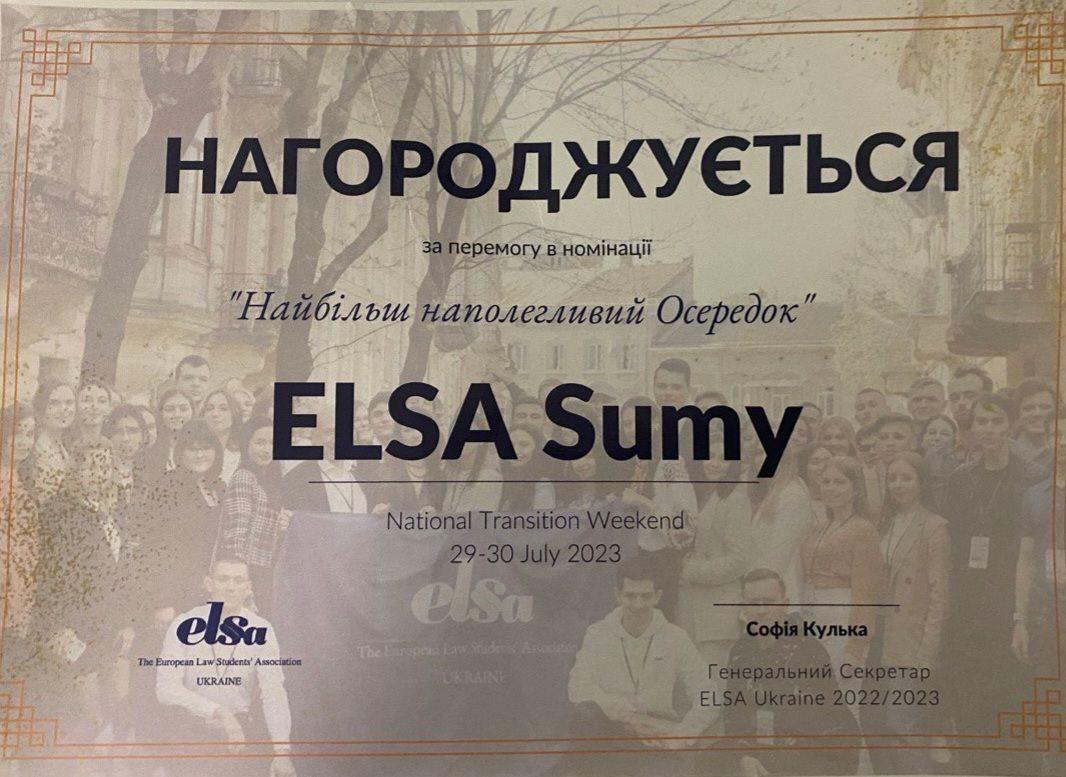 НАГОРОДЖУЄТЬСЯ
за перемогу в номінації
"Найбільш наполегливий Осередок"
ELSA Sumy
National Transition Weekend
29-30 July 2023
elsa
The European Law Students' Association
UKRAINE
elsa
The European Law Students' Association
UKRAINE
Софія Кулька
Генеральний Секретар
ELSA Ukraine 2022/2023